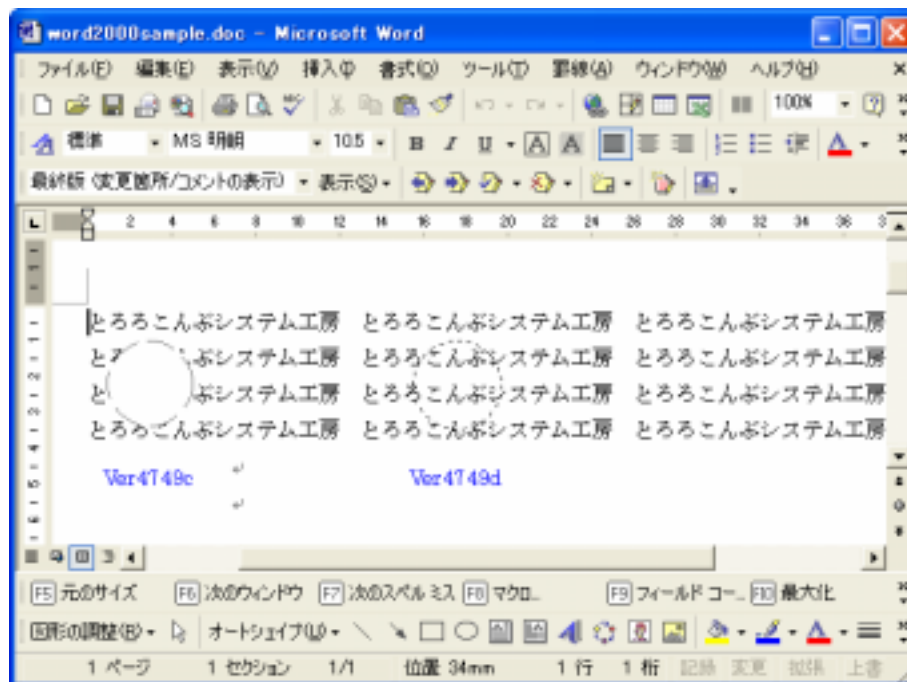 word2000sample.doc - Microsoft Word
ファイル(F) 編集(E) 表示(V) 挿入(I) 書式(O) ツール(T) 罫線(A) ウィンドウ(W) ヘルプ(H)
100%
標準 MS 明朝 10.5 B I U A A A
最終版 (変更箇所/コメントの表示) 表示(S)
L 2 4 6 8 10 12 14 16 18 20 22 24 26 28 30 32 34 36 3
とろろこんぶシステム工房 とろろこんぶシステム工房 とろろこんぶシステム工房
と ぶシステム工房 とろろこんぶシステム工房 とろろこんぶシステム工房
と ぶシステム工房 とろろこんぶシステム工房 とろろこんぶシステム工房
とろろこんぶシステム工房 とろろこんぶシステム工房 とろろこんぶシステム工房
Ver4749c Ver4749d
F5 元のサイズ F6 次のウィンドウ F7 次のスペル ミス F8 マクロ... F9 フィールド コー... F10 最大化
図形の調整(R) オートシェイプ(U)
1 ページ 1 セクション 1/1 位置 34mm 1 行 1 桁 記録 変更 拡張 上書